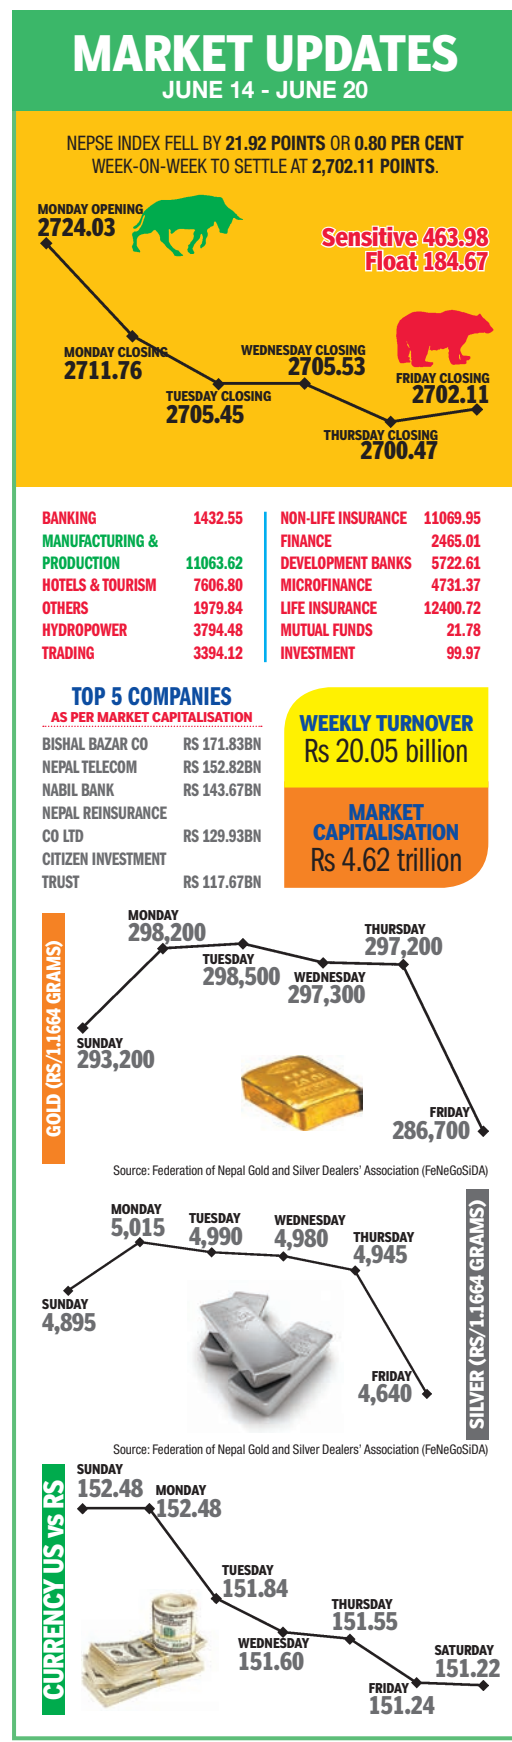 MARKET UPDATES
JUNE 14 - JUNE 20
NEPSE INDEX FELL BY 21.92 POINTS OR 0.80 PER CENT
WEEK-ON-WEEK TO SETTLE AT 2,702.11 POINTS.
MONDAY OPENING
2724.03
Sensitive 463.98
Float 184.67
MONDAY CLOSING
2711.76
TUESDAY CLOSING
2705.45
WEDNESDAY CLOSING
2705.53
THURSDAY CLOSING
2700.47
FRIDAY CLOSING
2702.11
BANKING 1432.55
MANUFACTURING &
PRODUCTION 11063.62
HOTELS & TOURISM 7606.80
OTHERS 1979.84
HYDROPOWER 3794.48
TRADING 3394.12
NON-LIFE INSURANCE 11069.95
FINANCE 2465.01
DEVELOPMENT BANKS 5722.61
MICROFINANCE 4731.37
LIFE INSURANCE 12400.72
MUTUAL FUNDS 21.78
INVESTMENT 99.97
TOP 5 COMPANIES
AS PER MARKET CAPITALISATION
BISHAL BAZAR CO RS 171.83BN
NEPAL TELECOM RS 152.82BN
NABIL BANK RS 143.67BN
NEPAL REINSURANCE
CO LTD RS 129.93BN
CITIZEN INVESTMENT
TRUST RS 117.67BN
WEEKLY TURNOVER
Rs 20.05 billion
MARKET
CAPITALISATION
Rs 4.62 trillion
GOLD (RS/1.1664 GRAMS)
SUNDAY
293,200
MONDAY
298,200
TUESDAY
298,500
WEDNESDAY
297,300
THURSDAY
297,200
FRIDAY
286,700
Source: Federation of Nepal Gold and Silver Dealers' Association (FeNeGoSiDA)
SILVER (RS/1.1664 GRAMS)
SUNDAY
4,895
MONDAY
5,015
TUESDAY
4,990
WEDNESDAY
4,980
THURSDAY
4,945
FRIDAY
4,640
Source: Federation of Nepal Gold and Silver Dealers' Association (FeNeGoSiDA)
CURRENCY US vs RS
SUNDAY
152.48
MONDAY
152.48
TUESDAY
151.84
WEDNESDAY
151.60
THURSDAY
151.55
FRIDAY
151.24
SATURDAY
151.22